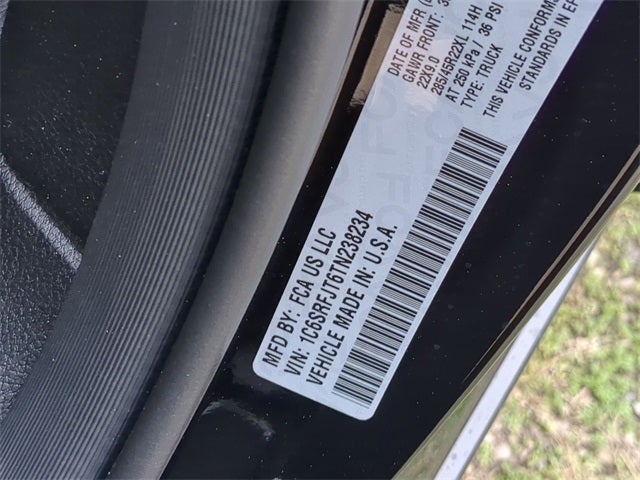 MFD BY: FCA US LLC
VIN: 1C6SRFJT6TN238234
VEHICLE MADE IN: U.S.A.
DATE OF MFR
GAWR FRONT:
22X9.0
285/45R22XL 114H
AT 250 kPa / 36 PSI
TYPE: TRUCK
THIS VEHICLE CONFORMS
STANDARDS IN